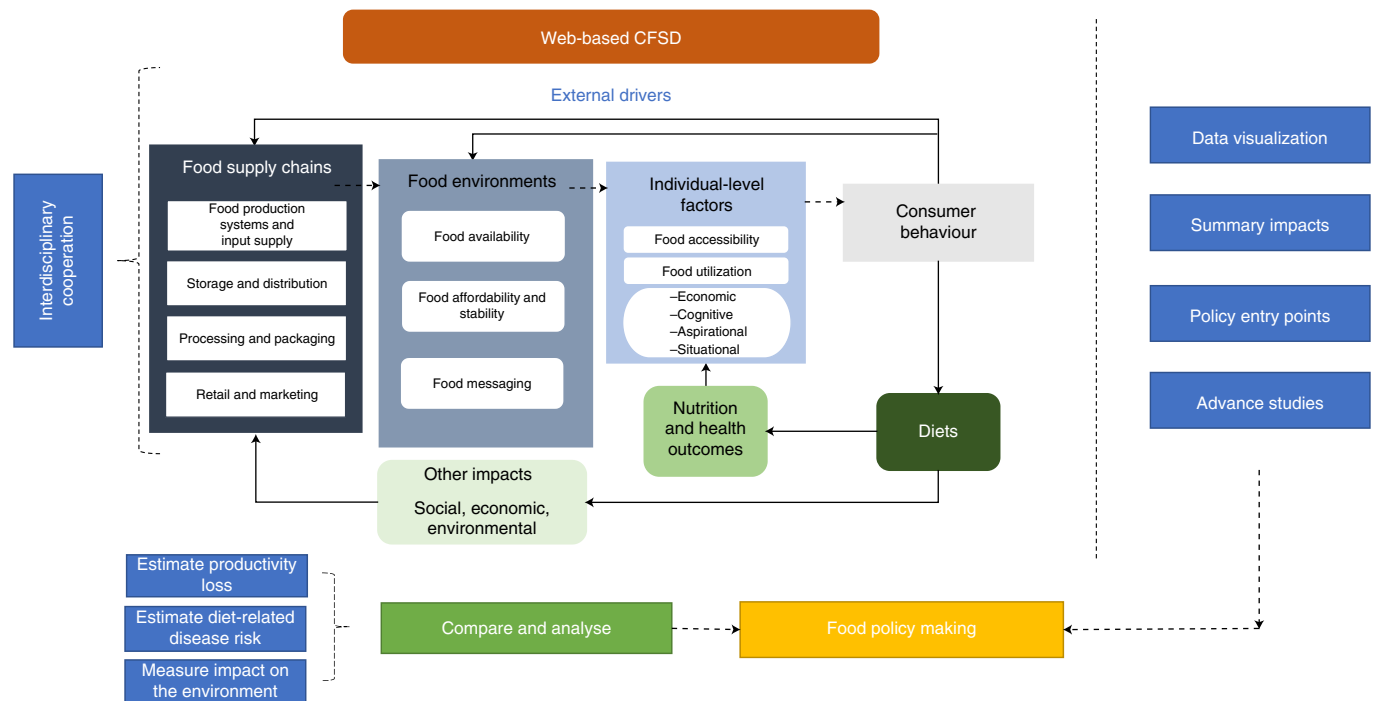 Web-based CFSD
External drivers
Interdisciplinary
cooperation
Food supply chains
Food production
systems and
input supply
Storage and distribution
Processing and packaging
Retail and marketing
Food environments
Food availability
Food affordability and
stability
Food messaging
Individual-level
factors
Food accessibility
Food utilization
–Economic
–Cognitive
–Aspirational
–Situational
Consumer
behaviour
Nutrition
and health
outcomes
Diets
Other impacts
Social, economic,
environmental
Data visualization
Summary impacts
Policy entry points
Advance studies
Estimate productivity
loss
Estimate diet-related
disease risk
Measure impact on
the environment
Compare and analyse
Food policy making